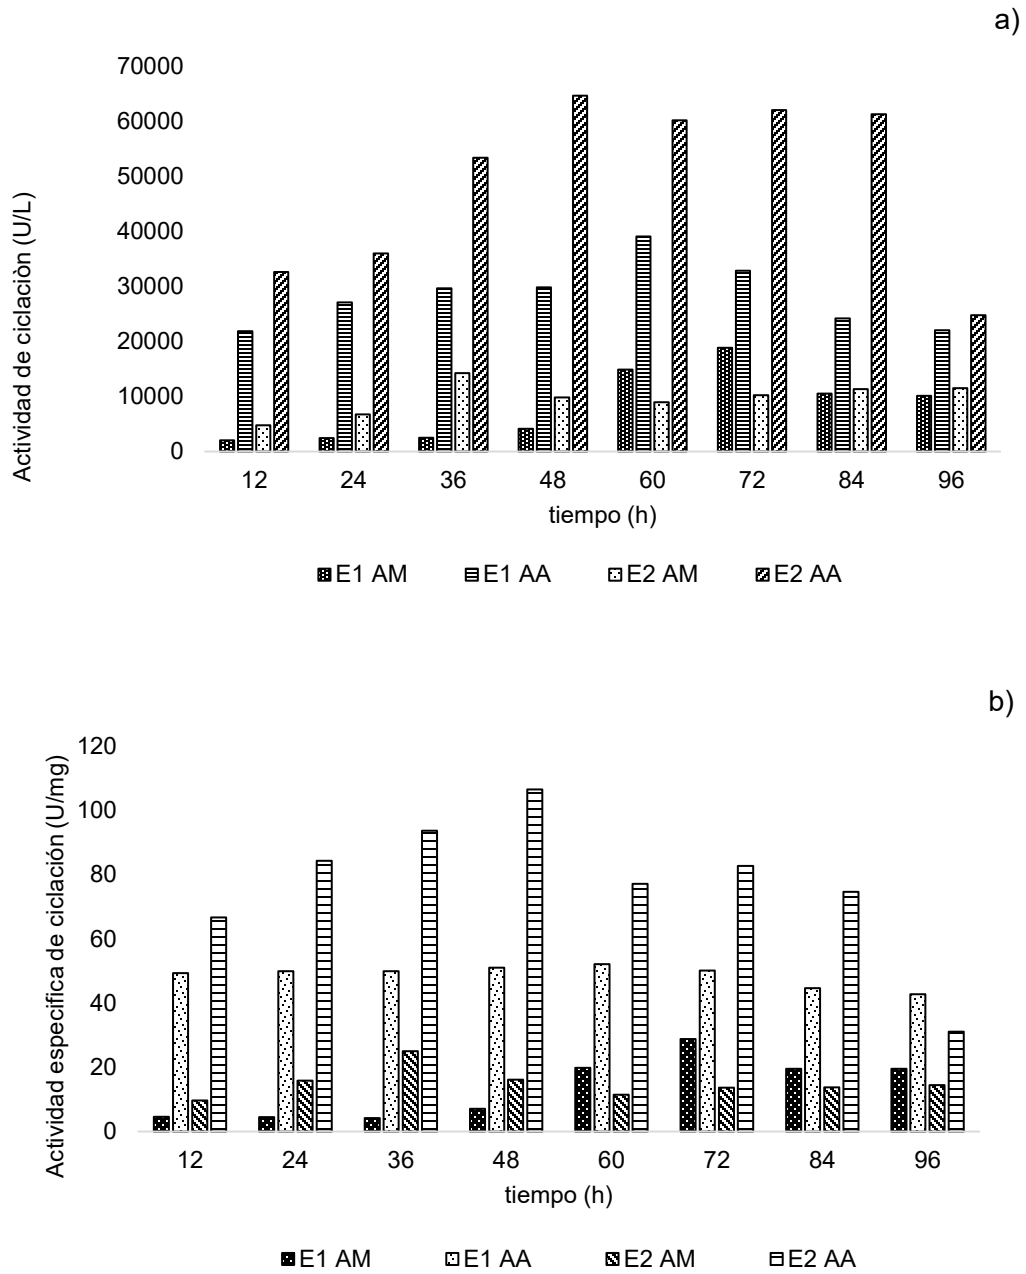 a)
70000
60000
50000
40000
30000
20000
10000
0
Actividad de ciclaciòn (U/L)
12 24 36 48 60 72 84 96
tiempo (h)
E1 AM E1 AA E2 AM E2 AA
b)
120
100
80
60
40
20
0
Actividad especifica de ciclación (U/mg)
12 24 36 48 60 72 84 96
tiempo (h)
E1 AM E1 AA E2 AM E2 AA